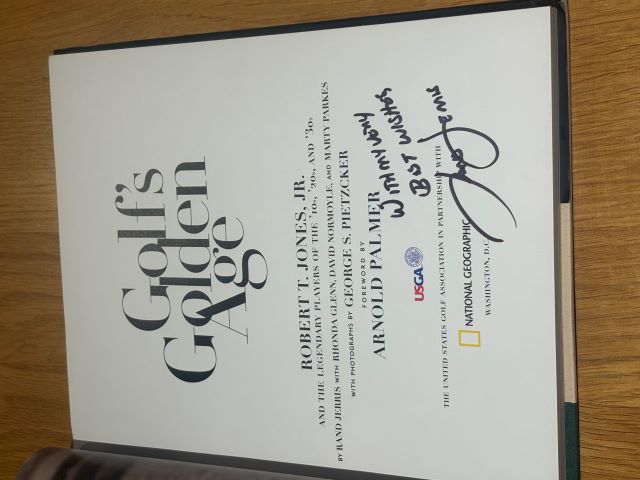 Golf's
Golden
Age
ROBERT T. JONES, JR.
AND THE LEGENDARY PLAYERS OF THE '10s, '20s, AND '30s
BY RAND JERRIS WITH RHONDA GLENN, DAVID NORMOYLE, AND MARTY PARKES
WITH PHOTOGRAPHS BY GEORGE S. PIETZCKER
FOREWORD BY
ARNOLD PALMER
WITH MY VERY
BEST WISHES
USGA
THE UNITED STATES GOLF ASSOCIATION IN PARTNERSHIP WITH
NATIONAL GEOGRAPHIC
WASHINGTON, D.C.